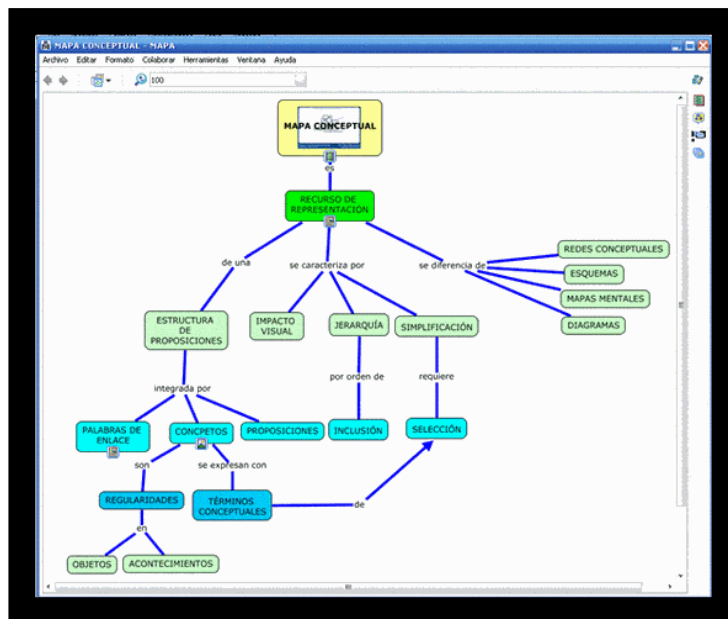 MAPA CONCEPTUAL - MAPA
Archivo Editar Formato Colaborar Herramientas Ventana Ayuda
100
MAPA CONCEPTUAL
es
RECURSO DE
REPRESENTACIÓN
de una
se caracteriza por
se diferencia de
REDES CONCEPTUALES
ESQUEMAS
MAPAS MENTALES
DIAGRAMAS
ESTRUCTURA
DE
PROPOSICIONES
IMPACTO
VISUAL
JERARQUÍA
SIMPLIFICACIÓN
integrada por
por orden de
requiere
PALABRAS DE
ENLACE
CONCPETOS
PROPOSICIONES
INCLUSIÓN
SELECCIÓN
son
se expresan con
REGULARIDADES
TÉRMINOS
CONCEPTUALES
de
en
OBJETOS
ACONTECIMIENTOS